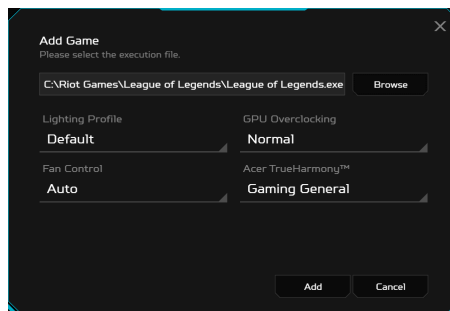 Add Game
Please select the execution file.
C:\Riot Games\League of Legends\League of Legends.exe Browse
Lighting Profile GPU Overclocking
Default Normal
Fan Control Acer TrueHarmony™
Auto Gaming General
Add Cancel